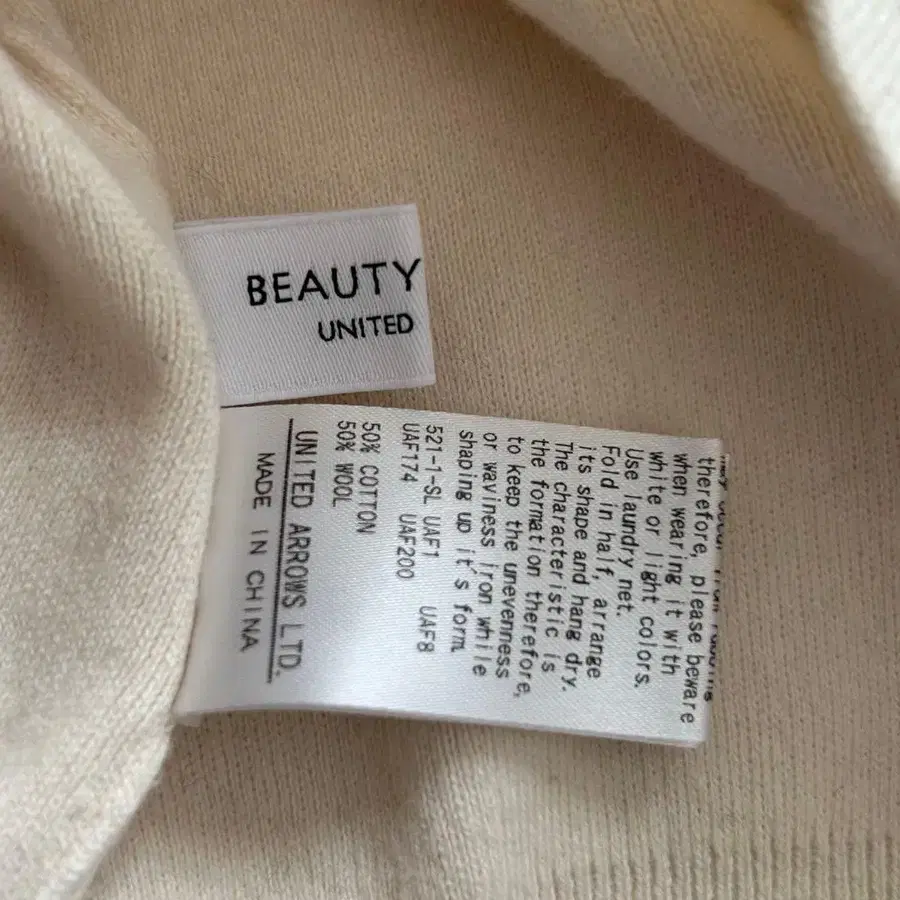 BEAUTY
UNITED
therefore, please beware
when wearing it with
white or light colors.
Use laundry net.
Fold in half, arrange
its shape and hang dry.
The characteristic is
the formation therefore,
to keep the unevenness
or waviness iron while
shaping up it's form
521-1-SL UAF1 UAF8
UAF174 UAF200
50% COTTON
50% WOOL
UNITED ARROWS LTD.
MADE IN CHINA